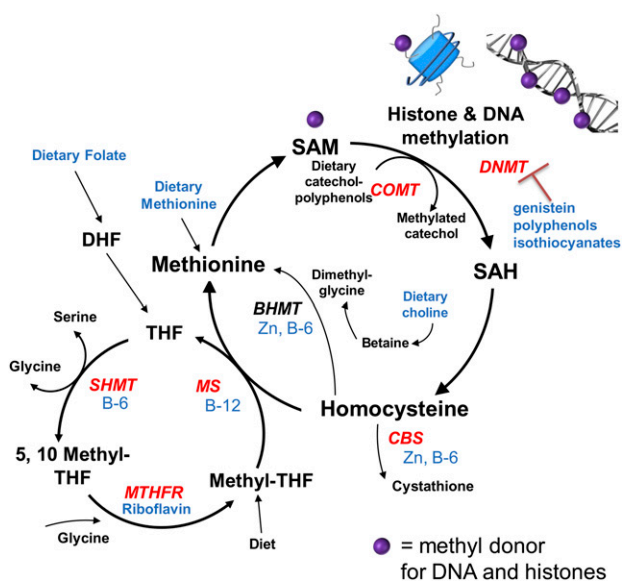 Histone & DNA
methylation
SAM
Dietary Folate
Dietary
catechol-
polyphenols
COMT
DNMT
Dietary
Methionine
Methylated
catechol
genistein
polyphenols
isothiocyanates
DHF
Methionine
SAH
Dimethyl-
glycine
BHMT
Zn, B-6
Dietary
choline
Serine
THF
Betaine
Glycine
SHMT
B-6
MS
B-12
Homocysteine
CBS
Zn, B-6
5, 10 Methyl-
THF
Methyl-THF
Cystathione
MTHFR
Riboflavin
Glycine
Diet
= methyl donor
for DNA and histones